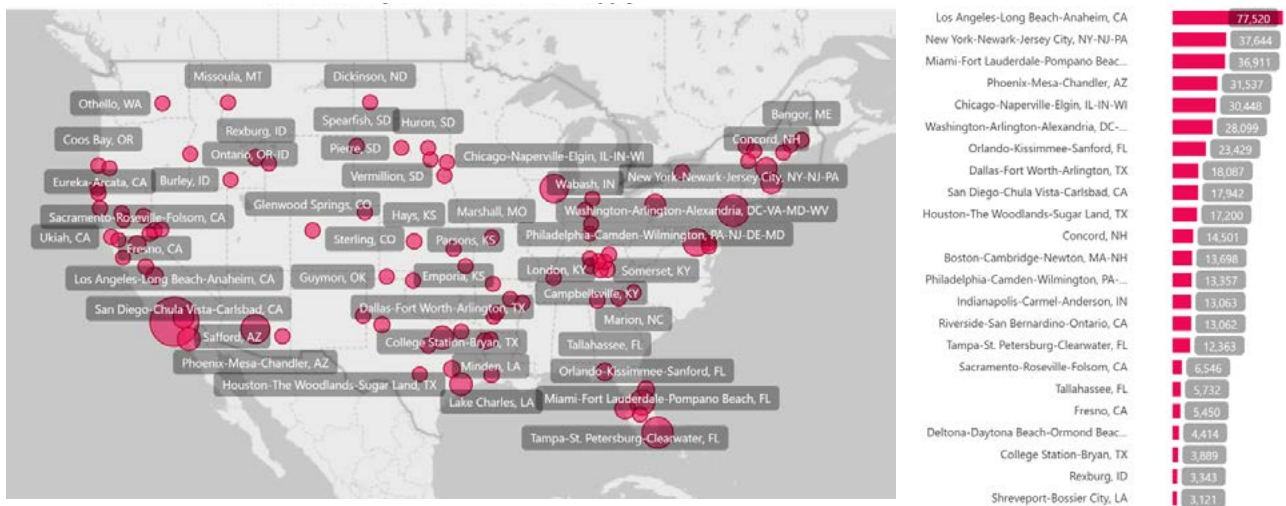 Missoula, MT
Dickinson, ND
Othello, WA
Spearfish, SD
Huron, SD
Bangor, ME
Coos Bay, OR
Rexburg, ID
Pierre, SD
Concord, NH
Ontario, OR-ID
Chicago-Naperville-Elgin, IL-IN-WI
Eureka-Arcata, CA
Burley, ID
Vermillion, SD
Wabash, IN
New York-Newark-Jersey City, NY-NJ-PA
Glenwood Springs, CO
Hays, KS
Marshall, MO
Washington-Arlington-Alexandria, DC-VA-MD-WV
Sacramento-Roseville-Folsom, CA
Ukiah, CA
Sterling, CO
Parsons, KS
Philadelphia-Camden-Wilmington, PA-NJ-DE-MD
Fresno, CA
Los Angeles-Long Beach-Anaheim, CA
Guymon, OK
Emporia, KS
London, KY
Somerset, KY
Campbellsville, KY
San Diego-Chula Vista-Carlsbad, CA
Dallas-Fort Worth-Arlington, TX
Marion, NC
Safford, AZ
College Station-Bryan, TX
Tallahassee, FL
Phoenix-Mesa-Chandler, AZ
Minden, LA
Orlando-Kissimmee-Sanford, FL
Houston-The Woodlands-Sugar Land, TX
Lake Charles, LA
Miami-Fort Lauderdale-Pompano Beach, FL
Tampa-St. Petersburg-Clearwater, FL
Los Angeles-Long Beach-Anaheim, CA 77,520
New York-Newark-Jersey City, NY-NJ-PA 37,644
Miami-Fort Lauderdale-Pompano Beac... 36,911
Phoenix-Mesa-Chandler, AZ 31,537
Chicago-Naperville-Elgin, IL-IN-WI 30,448
Washington-Arlington-Alexandria, DC-... 28,099
Orlando-Kissimmee-Sanford, FL 23,429
Dallas-Fort Worth-Arlington, TX 18,087
San Diego-Chula Vista-Carlsbad, CA 17,942
Houston-The Woodlands-Sugar Land, TX 17,200
Concord, NH 14,501
Boston-Cambridge-Newton, MA-NH 13,698
Philadelphia-Camden-Wilmington, PA-... 13,357
Indianapolis-Carmel-Anderson, IN 13,063
Riverside-San Bernardino-Ontario, CA 13,062
Tampa-St. Petersburg-Clearwater, FL 12,363
Sacramento-Roseville-Folsom, CA 6,546
Tallahassee, FL 5,732
Fresno, CA 5,450
Deltona-Daytona Beach-Ormond Beac... 4,414
College Station-Bryan, TX 3,889
Rexburg, ID 3,343
Shreveport-Bossier City, LA 3,121